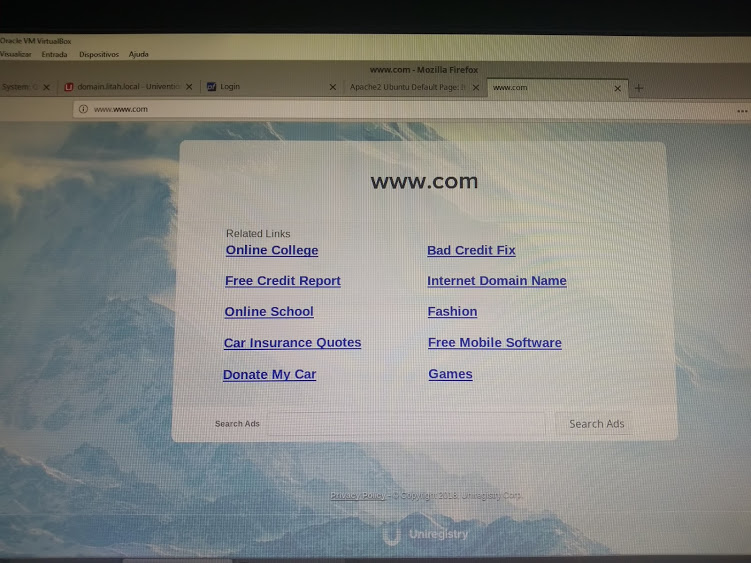 Oracle VM VirtualBox
Visualizar Entrada Dispositivos Ajuda
www.com - Mozilla Firefox
System: domain.litah.local - Univention Login Apache2 Ubuntu Default Page: www.com
www.www.com
www.com
Related Links
Online College Bad Credit Fix
Free Credit Report Internet Domain Name
Online School Fashion
Car Insurance Quotes Free Mobile Software
Donate My Car Games
Search Ads Search Ads
Privacy Policy - © Copyright 2018, Uniregistry Corp.
Uniregistry